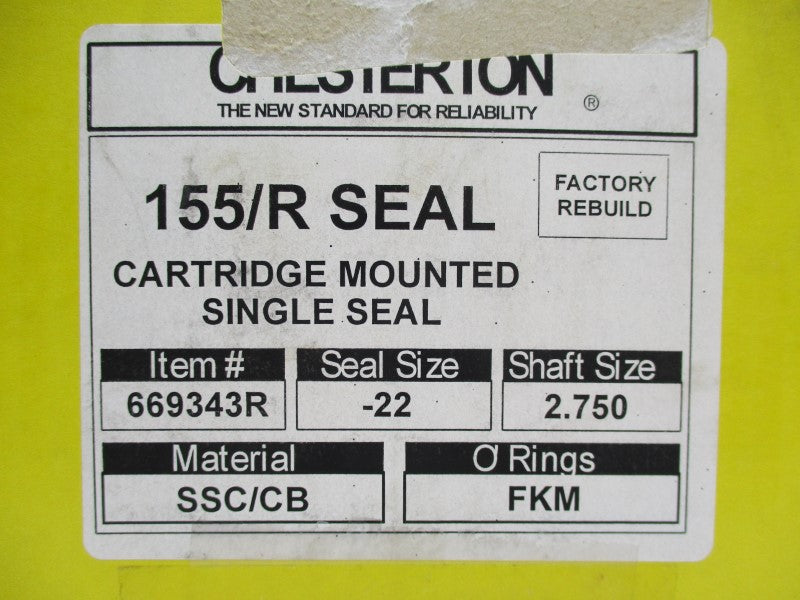 CHESTERTON
THE NEW STANDARD FOR RELIABILITY ®
155/R SEAL
FACTORY
REBUILD
CARTRIDGE MOUNTED
SINGLE SEAL
Item # Seal Size Shaft Size
669343R -22 2.750
Material O' Rings
SSC/CB FKM